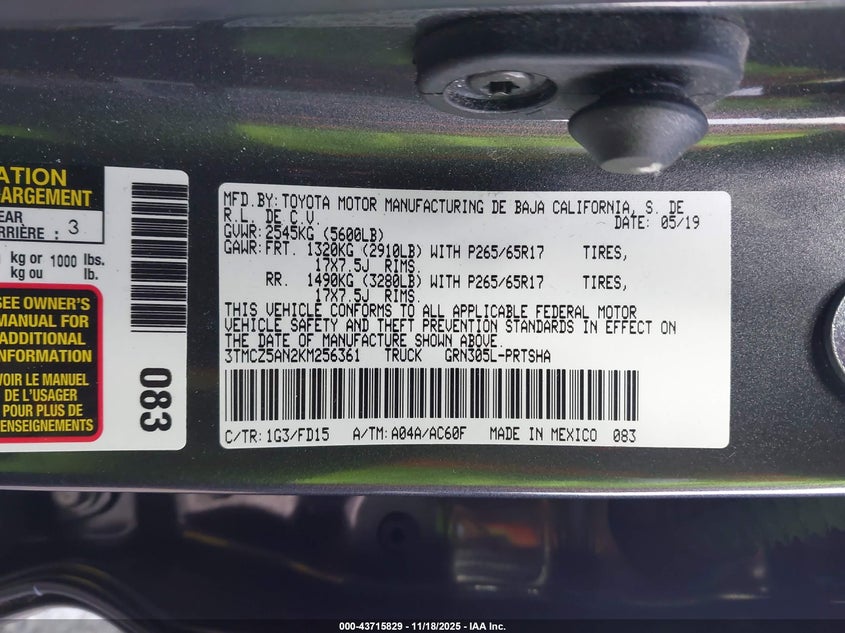 ATION
ARGEMENT
EAR
RRIÈRE : 3
kg or 1000 lbs.
kg ou lb.
SEE OWNER'S
MANUAL FOR
ADDITIONAL
INFORMATION
VOIR LE MANUEL
DE L'USAGER
POUR PLUS DE
RENSEIGNEMENTS
083
MFD.BY: TOYOTA MOTOR MANUFACTURING DE BAJA CALIFORNIA, S. DE
R.L. DE C.V. DATE: 05/19
GVWR: 2545KG (5600LB)
GAWR: FRT. 1320KG (2910LB) WITH P265/65R17 TIRES,
17X7.5J RIMS.
RR. 1490KG (3280LB) WITH P265/65R17 TIRES,
17X7.5J RIMS.
THIS VEHICLE CONFORMS TO ALL APPLICABLE FEDERAL MOTOR
VEHICLE SAFETY AND THEFT PREVENTION STANDARDS IN EFFECT ON
THE DATE OF MANUFACTURE SHOWN ABOVE.
3TMCZ5AN2KM256361 TRUCK GRN305L-PRTSHA
C/TR: 1G3/FD15 A/TM: A04A/AC60F MADE IN MEXICO 083
000-43715829 - 11/18/2025 - IAA Inc.